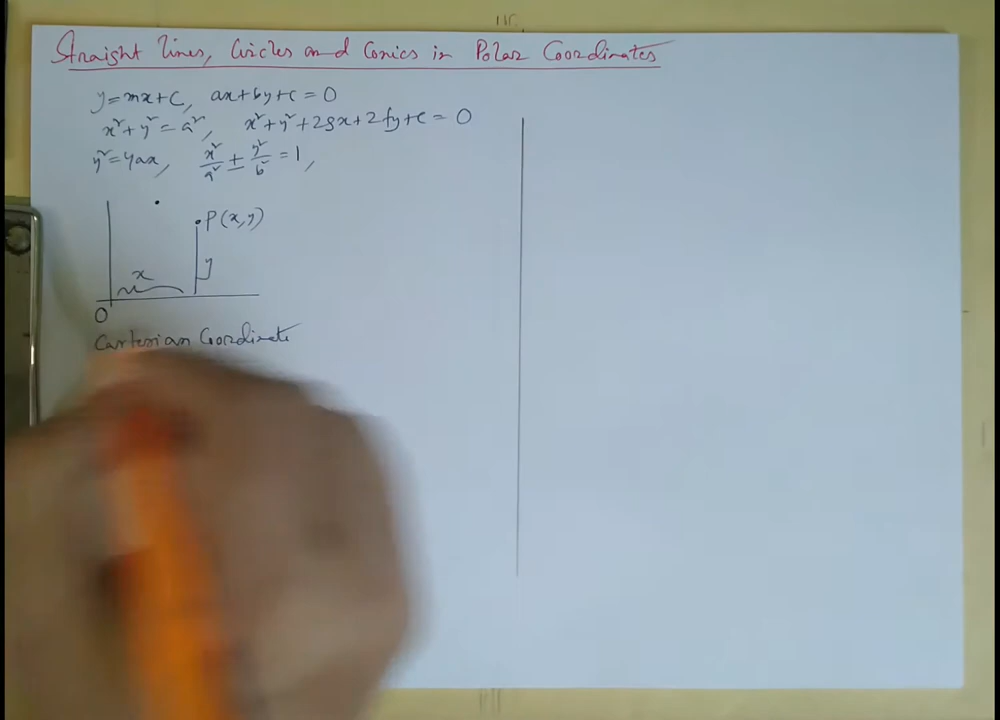 Straight lines, Circles and Conics in Polar Coordinates
y=mx+c, ax+by+c=0
x²+y²=a², x²+y²+2gx+2fy+c=0
y²=4ax, x²/a² ± y²/b² =1,
P(x,y)
y
x
O
Cartesian Coordinate